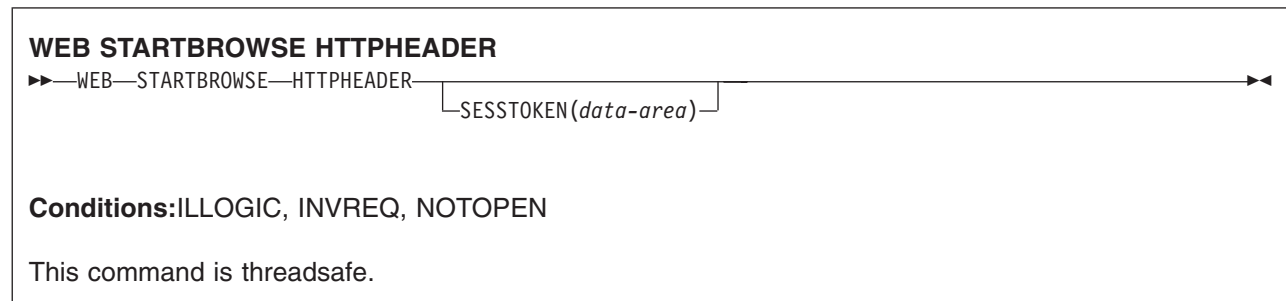 WEB STARTBROWSE HTTPHEADER
►►—WEB—STARTBROWSE—HTTPHEADER—►◄
SESSTOKEN(data-area)
Conditions:ILLOGIC, INVREQ, NOTOPEN
This command is threadsafe.